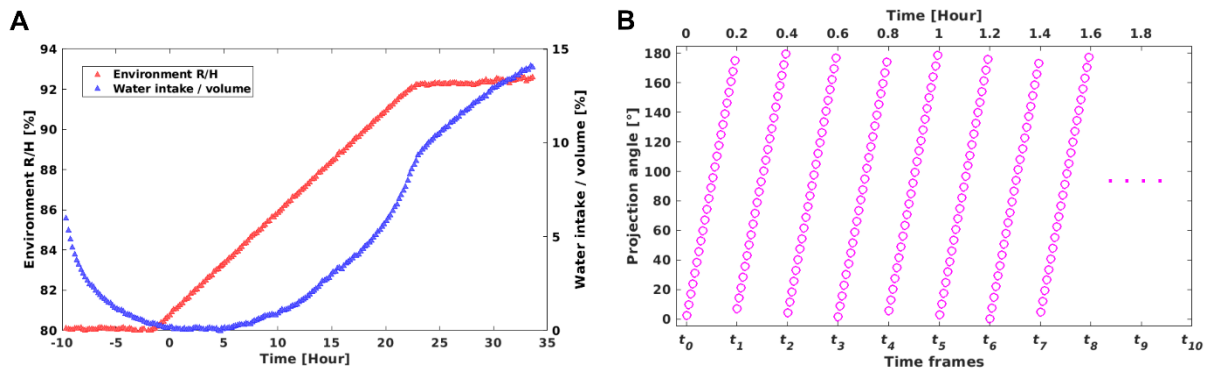 A
94
92
90
88
86
84
82
80
Environment R/H [%]
Environment R/H
Water intake / volume
15
10
5
0
Water intake / volume [%]
-10 -5 0 5 10 15 20 25 30 35
Time [Hour]
B
Time [Hour]
0 0.2 0.4 0.6 0.8 1 1.2 1.4 1.6 1.8
180
160
140
120
100
80
60
40
20
0
Projection angle [°]
t0 t1 t2 t3 t4 t5 t6 t7 t8 t9 t10
Time frames